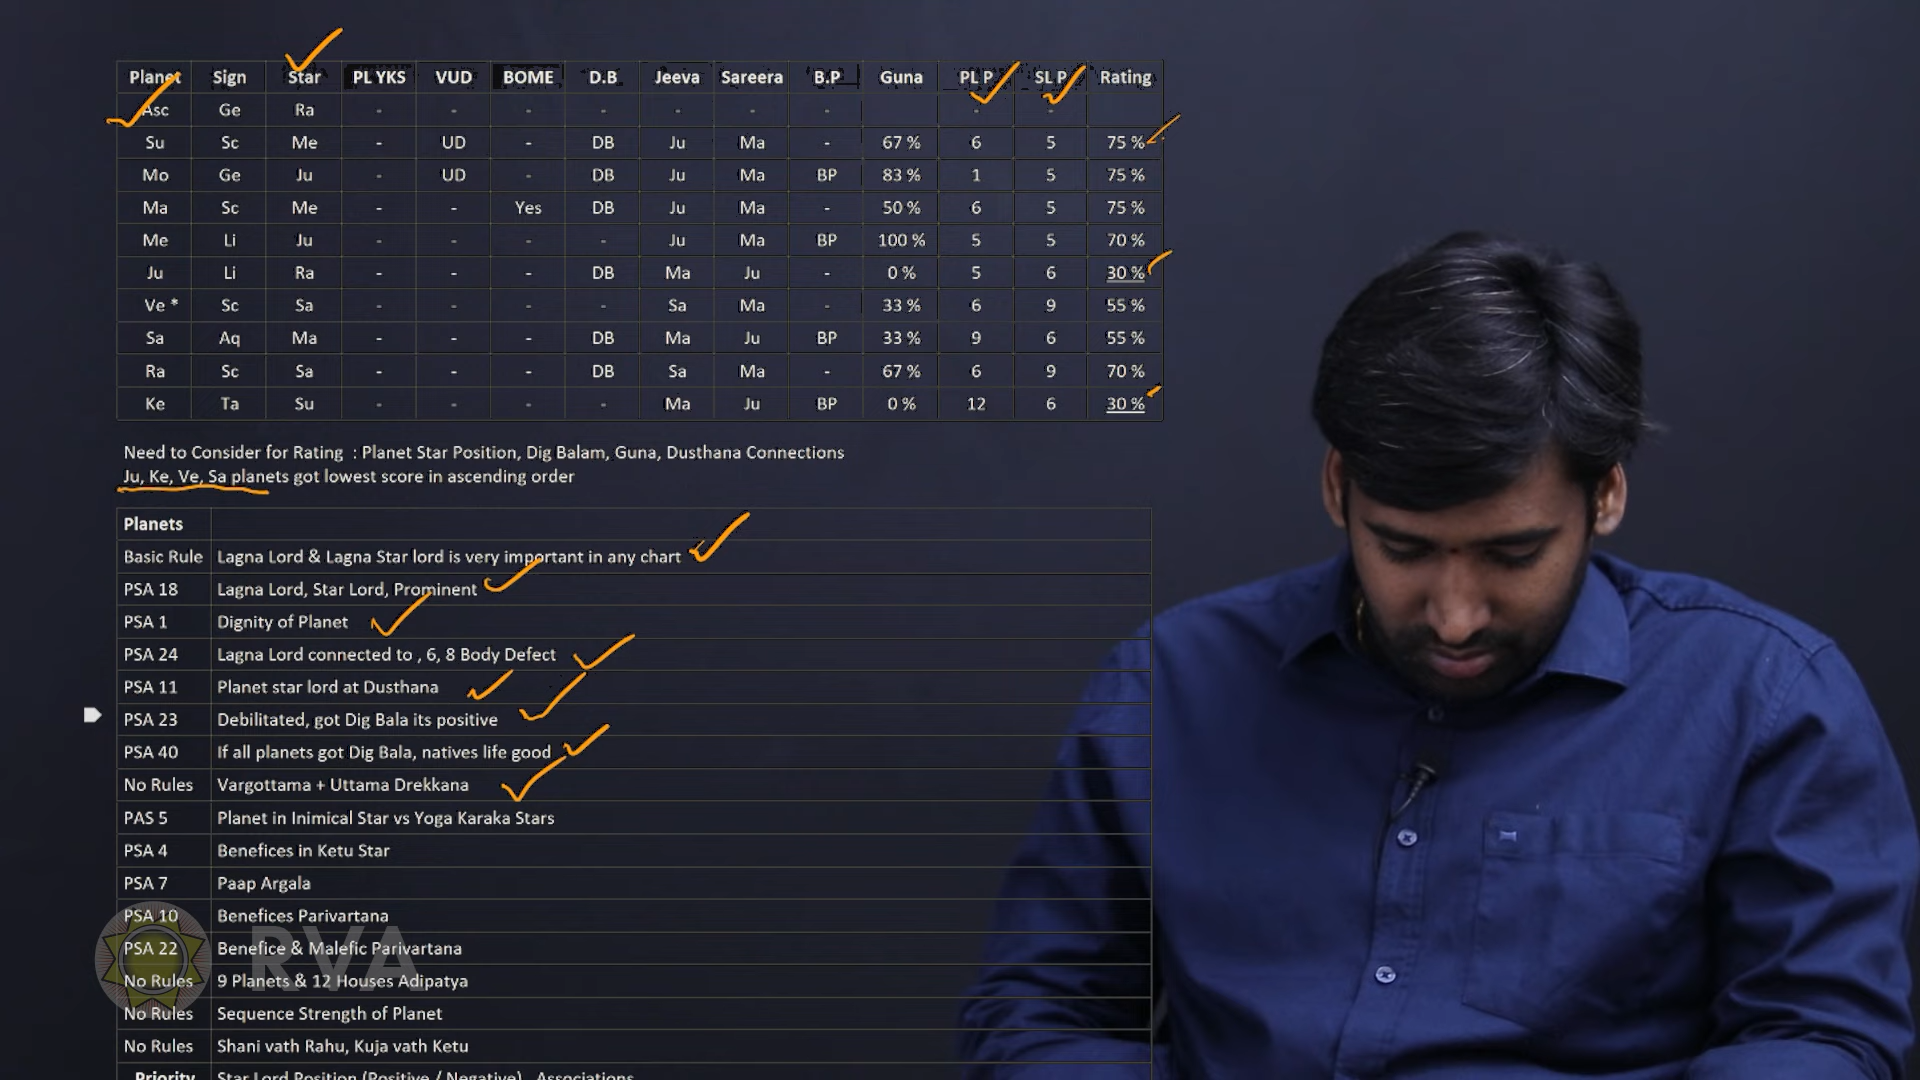 Planet Sign Star PL YKS VUD BOME D.B Jeeva Sareera B.P Guna PL P SL P Rating
Asc Ge Ra - - - - - - - - -
Su Sc Me - UD - DB Ju Ma - 67 % 6 5 75 %
Mo Ge Ju - UD - DB Ju Ma BP 83 % 1 5 75 %
Ma Sc Me - - Yes DB Ju Ma - 50 % 6 5 75 %
Me Li Ju - - - - Ju Ma BP 100 % 5 5 70 %
Ju Li Ra - - - DB Ma Ju - 0 % 5 6 30 %
Ve * Sc Sa - - - - Sa Ma - 33 % 6 9 55 %
Sa Aq Ma - - - DB Ma Ju BP 33 % 9 6 55 %
Ra Sc Sa - - - DB Sa Ma - 67 % 6 9 70 %
Ke Ta Su - - - - Ma Ju BP 0 % 12 6 30 %
Need to Consider for Rating : Planet Star Position, Dig Balam, Guna, Dusthana Connections
Ju, Ke, Ve, Sa planets got lowest score in ascending order
Planets
Basic Rule Lagna Lord & Lagna Star lord is very important in any chart
PSA 18 Lagna Lord, Star Lord, Prominent
PSA 1 Dignity of Planet
PSA 24 Lagna Lord connected to , 6, 8 Body Defect
PSA 11 Planet star lord at Dusthana
PSA 23 Debilitated, got Dig Bala its positive
PSA 40 If all planets got Dig Bala, natives life good
No Rules Vargottama + Uttama Drekkana
PAS 5 Planet in Inimical Star vs Yoga Karaka Stars
PSA 4 Benefices in Ketu Star
PSA 7 Paap Argala
PSA 10 Benefices Parivartana
PSA 22 Benefice & Malefic Parivartana
No Rules 9 Planets & 12 Houses Adipatya
No Rules Sequence Strength of Planet
No Rules Shani vath Rahu, Kuja vath Ketu
Priority Star Lord Position (Positive / Negative) , Associations
RVA